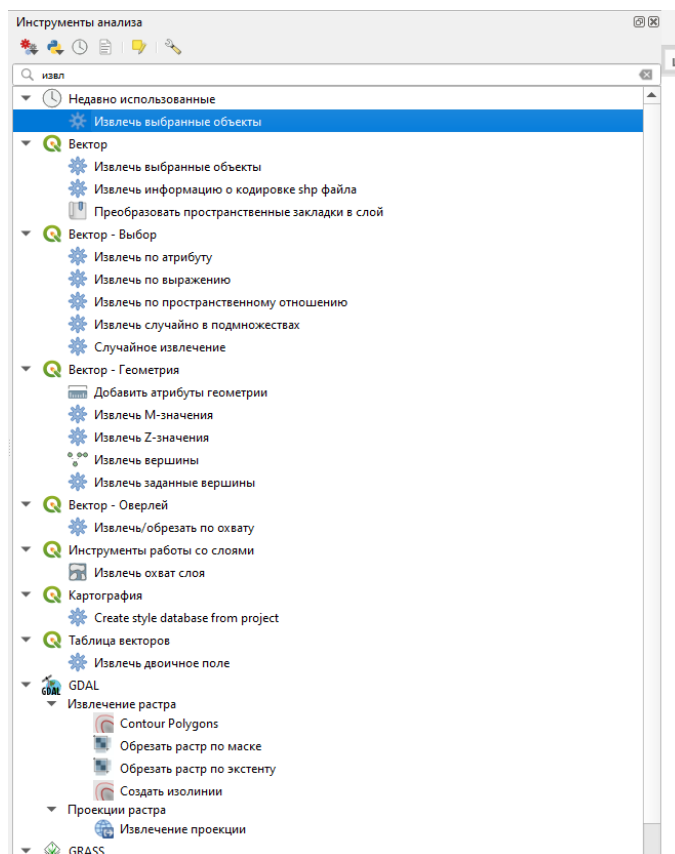 Инструменты анализа
извл
Недавно использованные
Извлечь выбранные объекты
Вектор
Извлечь выбранные объекты
Извлечь информацию о кодировке shp файла
Преобразовать пространственные закладки в слой
Вектор - Выбор
Извлечь по атрибуту
Извлечь по выражению
Извлечь по пространственному отношению
Извлечь случайно в подмножествах
Случайное извлечение
Вектор - Геометрия
Добавить атрибуты геометрии
Извлечь M-значения
Извлечь Z-значения
Извлечь вершины
Извлечь заданные вершины
Вектор - Оверлей
Извлечь/обрезать по охвату
Инструменты работы со слоями
Извлечь охват слоя
Картография
Create style database from project
Таблица векторов
Извлечь двоичное поле
GDAL
GDAL
Извлечение растра
Contour Polygons
Обрезать растр по маске
Обрезать растр по экстенту
Создать изолинии
Проекции растра
Извлечение проекции
GRASS